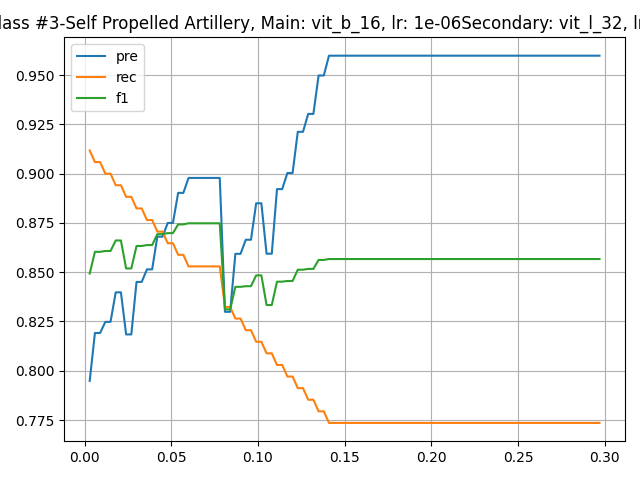 lass #3-Self Propelled Artillery, Main: vit_b_16, lr: 1e-06Secondary: vit_l_32, l
pre
rec
f1
0.950
0.925
0.900
0.875
0.850
0.825
0.800
0.775
0.00 0.05 0.10 0.15 0.20 0.25 0.30